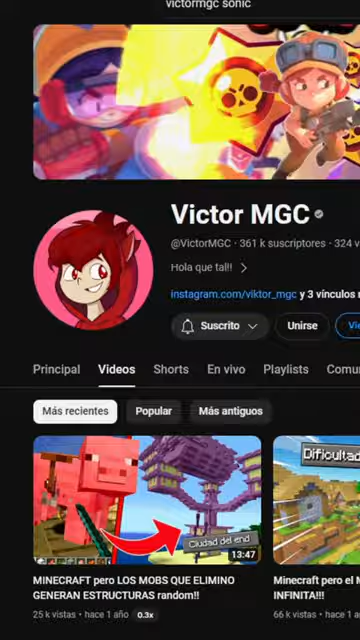 victormgc sonic
Victor MGC
@VictorMGC · 361 k suscriptores · 324 v
Hola que tal!!
instagram.com/viktor_mgc y 3 vínculos
Suscrito
Unirse
Principal
Videos
Shorts
En vivo
Playlists
Comu
Más recientes
Popular
Más antiguos
Ciudad del end
13:47
Dificultad
MINECRAFT pero LOS MOBS QUE ELIMINO
GENERAN ESTRUCTURAS random!!
25 k vistas · hace 1 año 0.3x
Minecraft pero el M
INFINITA!!!
66 k vistas · hace 1